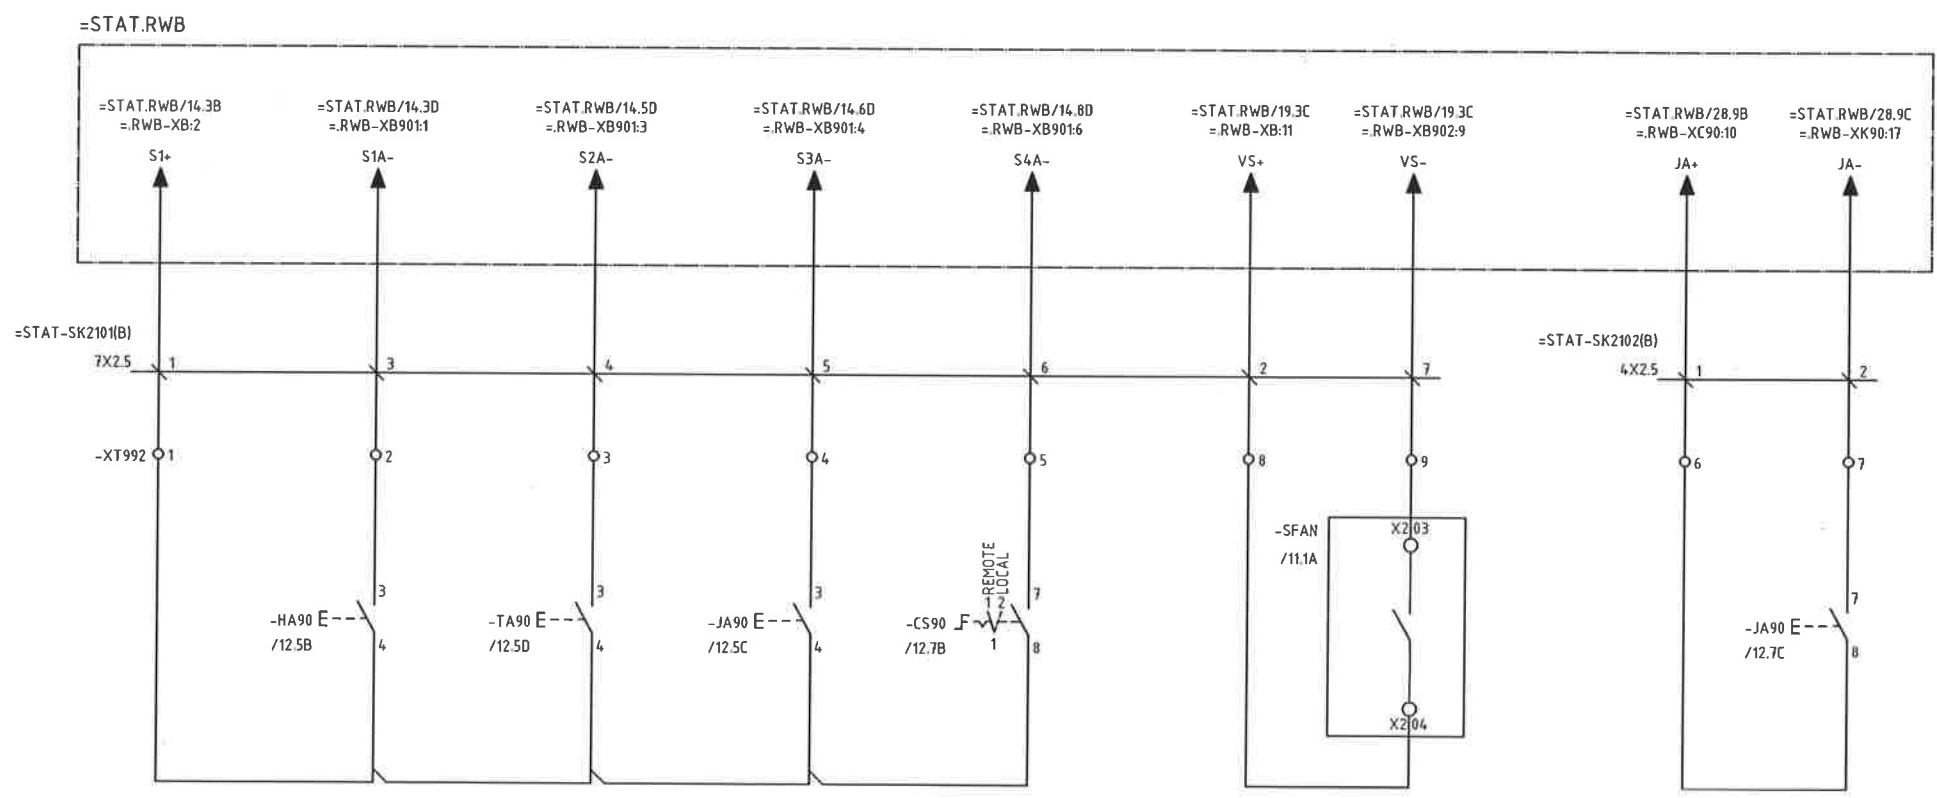 =STAT.RWB
=STAT.RWB/14.3B
=.RWB-XB:2
S1+
=STAT.RWB/14.3D
=.RWB-XB901:1
S1A-
=STAT.RWB/14.5D
=.RWB-XB901:3
S2A-
=STAT.RWB/14.6D
=.RWB-XB901:4
S3A-
=STAT.RWB/14.8D
=.RWB-XB901:6
S4A-
=STAT.RWB/19.3C
=.RWB-XB:11
VS+
=STAT.RWB/19.3C
=.RWB-XB902:9
VS-
=STAT.RWB/28.9B
=.RWB-XC90:10
JA+
=STAT.RWB/28.9C
=.RWB-XK90:17
JA-
=STAT-SK2101(B)
7X2.5
1
3
4
5
6
2
7
=STAT-SK2102(B)
4X2.5
1
2
-XT992
1
2
3
4
5
8
9
6
7
-HA90
/12.5B
3
4
-TA90
/12.5D
3
4
-JA90
/12.5C
3
4
REMOTE
LOCAL
1 2
-CS90
/12.7B
1
7
8
-SFAN
/11.1A
X2 03
X2 04
-JA90
/12.7C
7
8